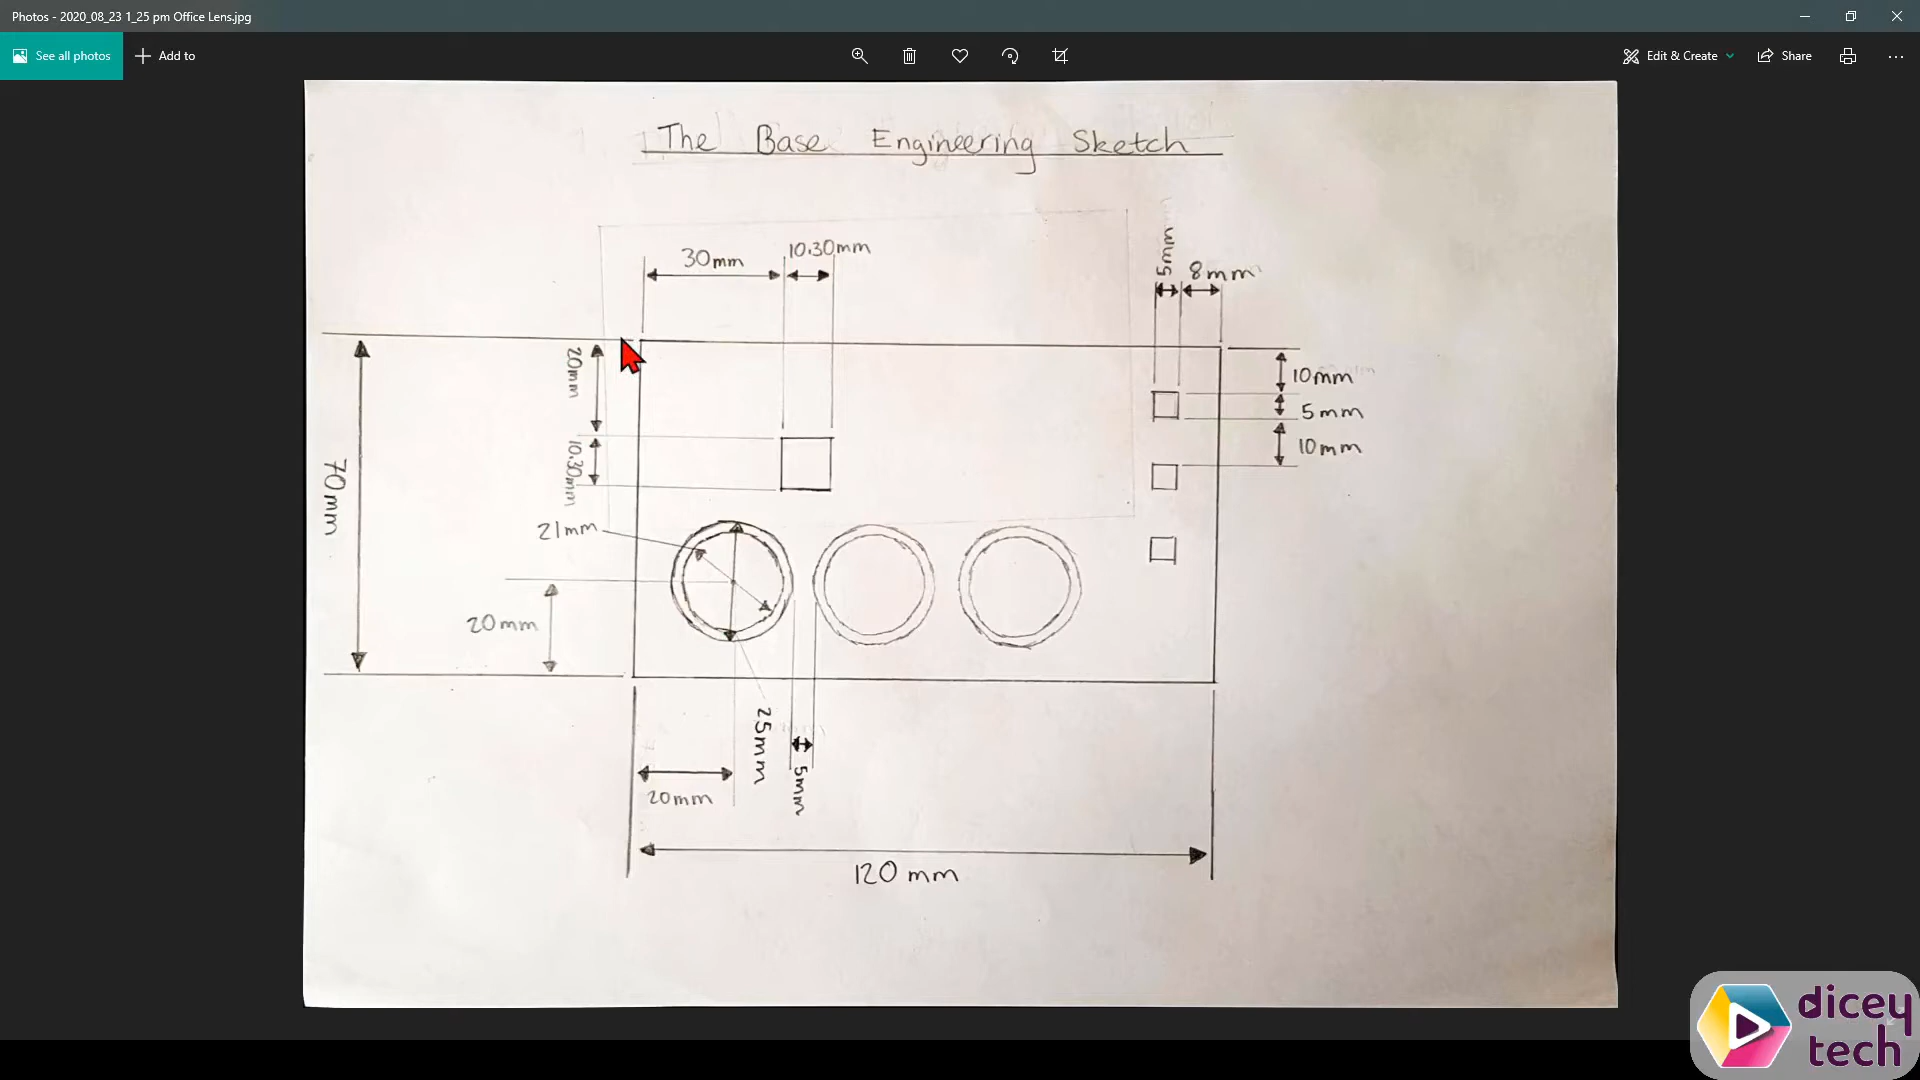 Photos - 2020_08_23 1_25 pm Office Lens.jpg
See all photos
Add to
Edit & Create
Share
The Base Engineering Sketch
30mm
10.30mm
5mm
8mm
20mm
10mm
5mm
10mm
10.30mm
70mm
21mm
20mm
25mm
5mm
20mm
120mm
dicey
tech